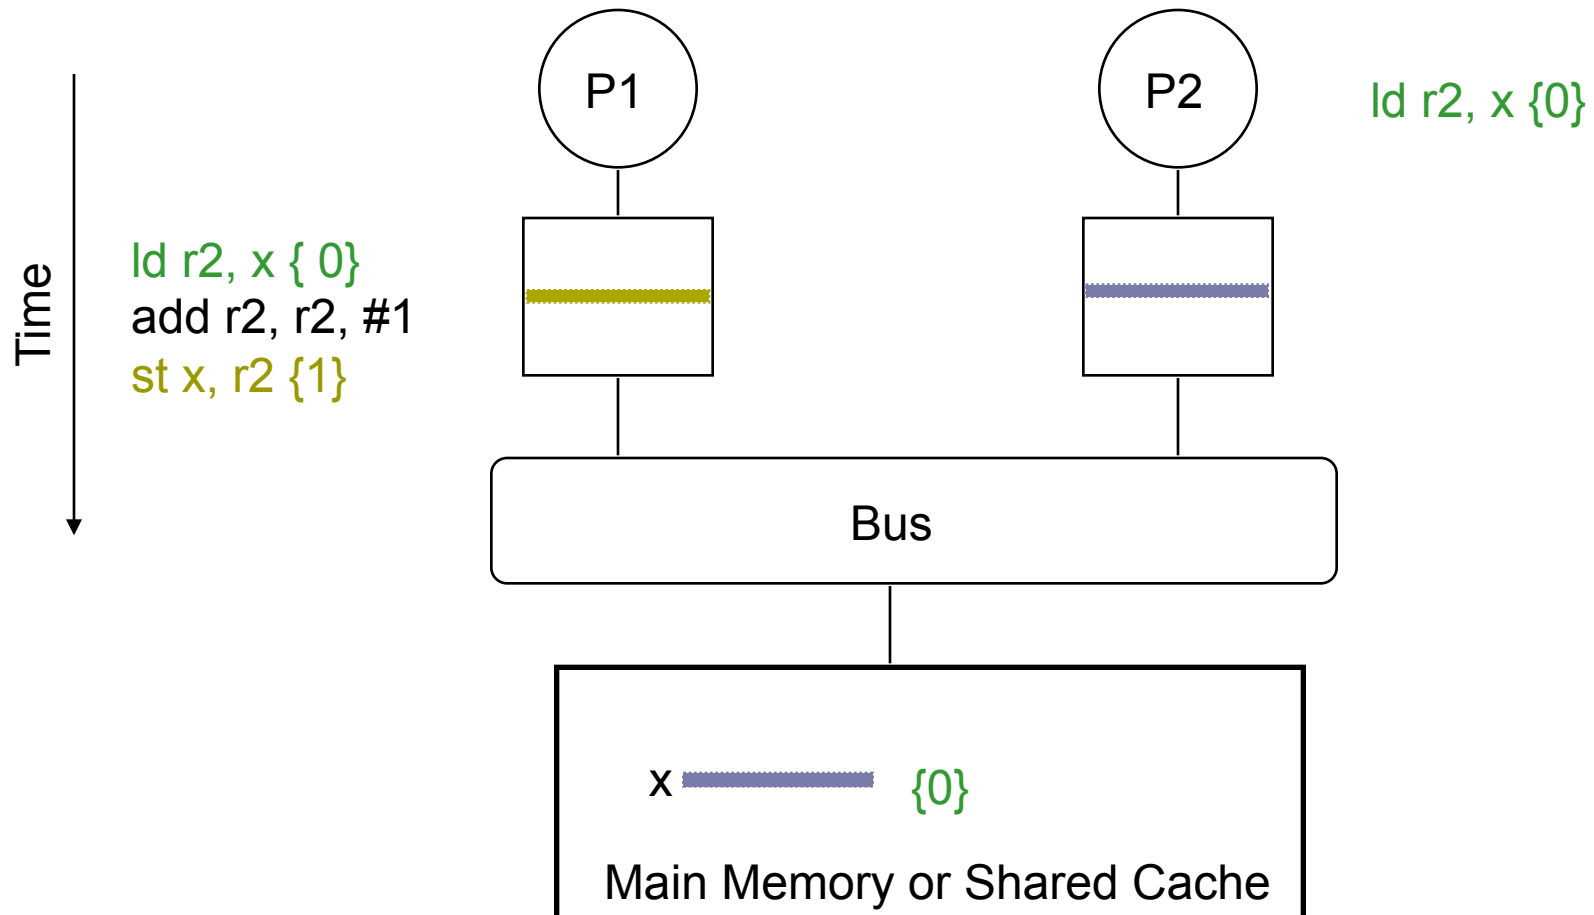 P1
P2
ld r2, x {0}
Time
ld r2, x { 0}
add r2, r2, #1
st x, r2 {1}
Bus
x {0}
Main Memory or Shared Cache